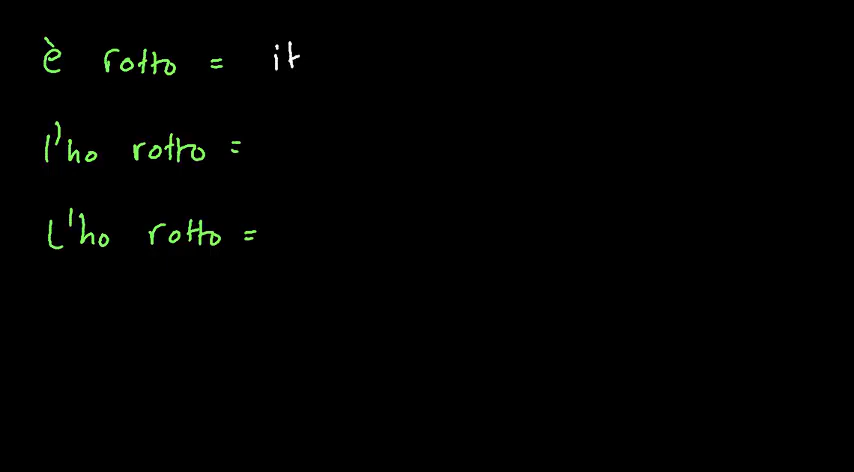 è rotto = it
l'ho rotto =
L'ho rotto =